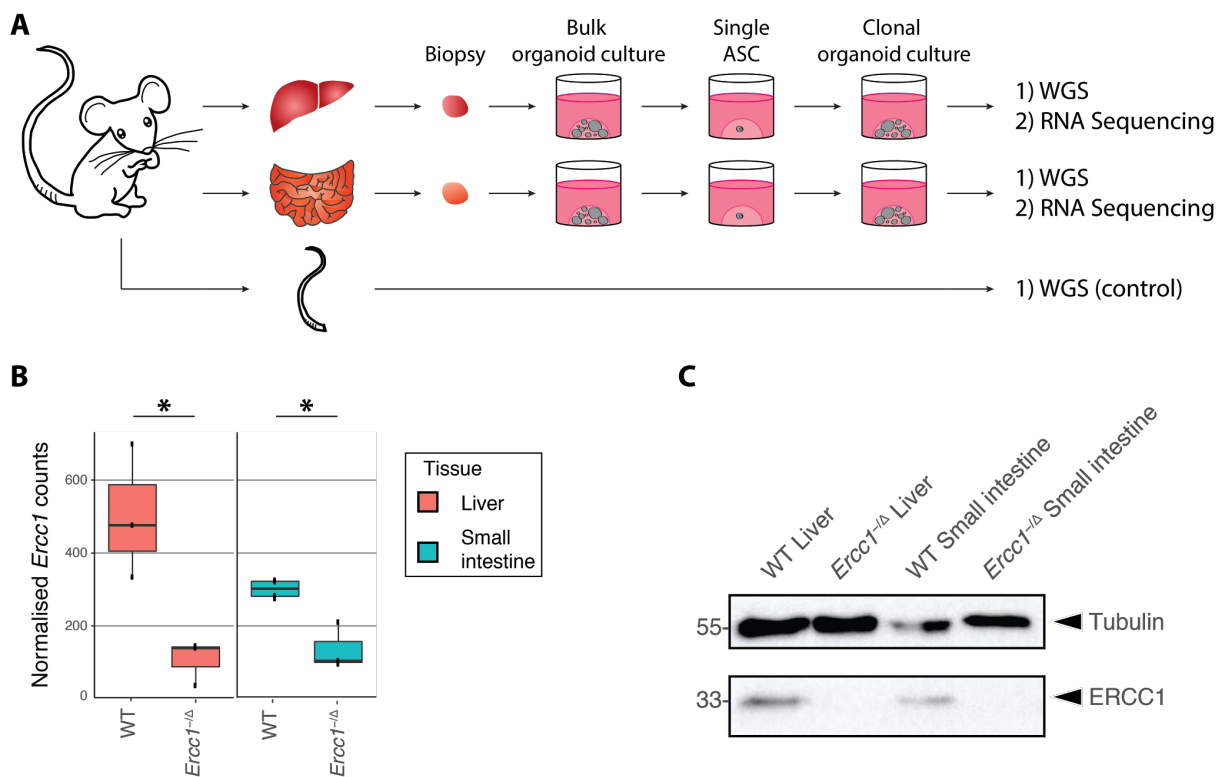 A
Biopsy
Bulk
organoid culture
Single
ASC
Clonal
organoid culture
1) WGS
2) RNA Sequencing
1) WGS
2) RNA Sequencing
1) WGS (control)
B
*
*
Normalised Ercc1 counts
600
400
200
0
WT
Ercc1−/Δ
WT
Ercc1−/Δ
Tissue
Liver
Small
intestine
C
WT Liver
Ercc1−/Δ Liver
WT Small intestine
Ercc1−/Δ Small intestine
55
Tubulin
33
ERCC1